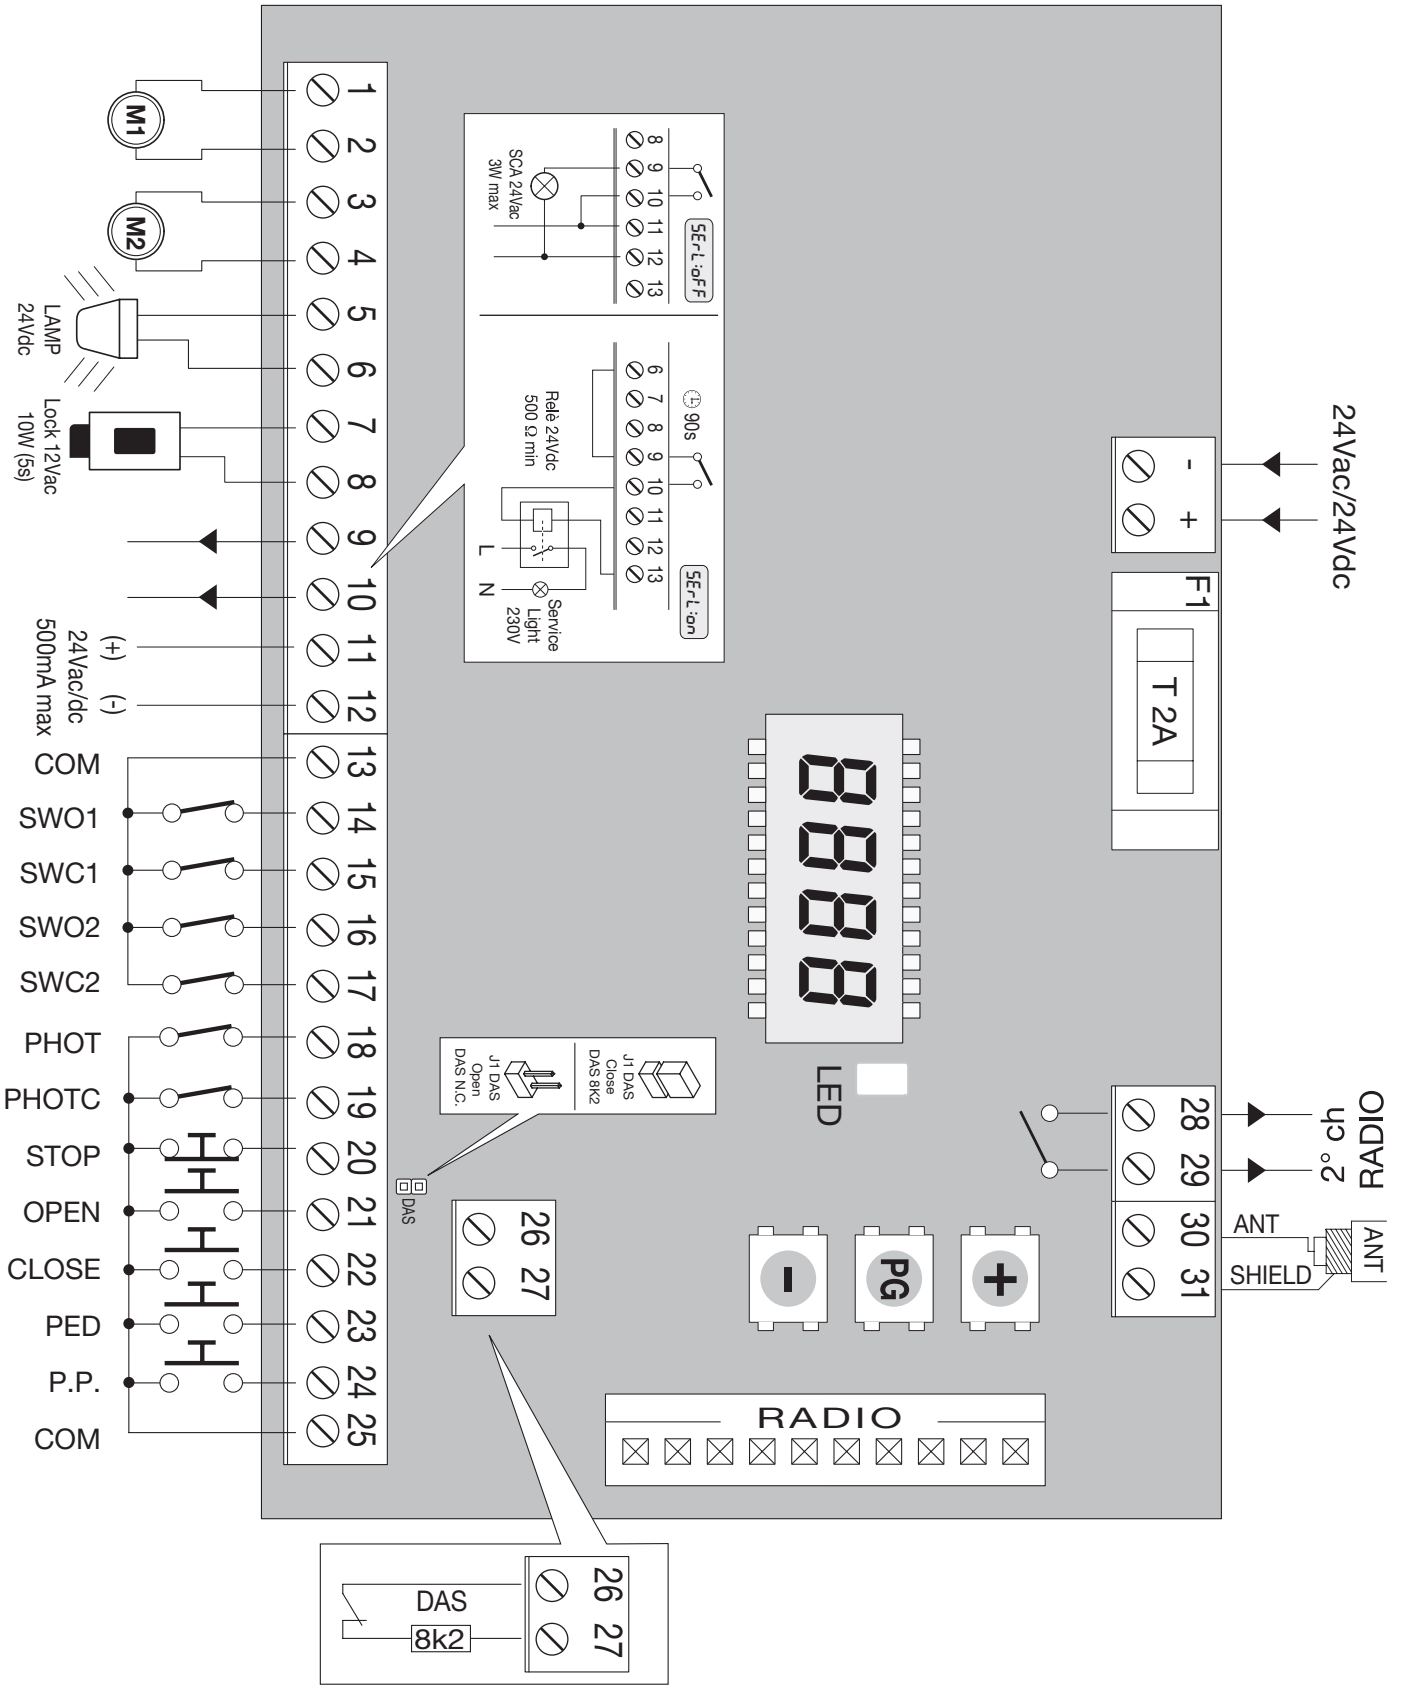 1
2
3
4
5
6
7
8
9
10
11
12
13
14
15
16
17
18
19
20
21
22
23
24
25
M1
M2
LAMP
24Vdc
Lock 12Vac
10W (5s)
(+) (-)
24Vac/dc
500mA max
COM
SWO1
SWC1
SWO2
SWC2
PHOT
PHOTC
STOP
OPEN
CLOSE
PED
P.P.
COM
8 9 10 11 12 13
SErL:oFF
SCA 24Vac
3W max
6 7 8 9 10 11 12 13
90s
SErL:on
Relè 24Vdc
500 Ω min
L
N
Service
Light
230V
24Vac/24Vdc
- +
F1
T 2A
8888
LED
J1 DAS
Open
DAS N.C.
J1 DAS
Close
DAS 8K2
DAS
26 27
28 29 30 31
RADIO
2° ch
ANT
SHIELD
ANT
-
PG
+
RADIO
26 27
DAS
8k2